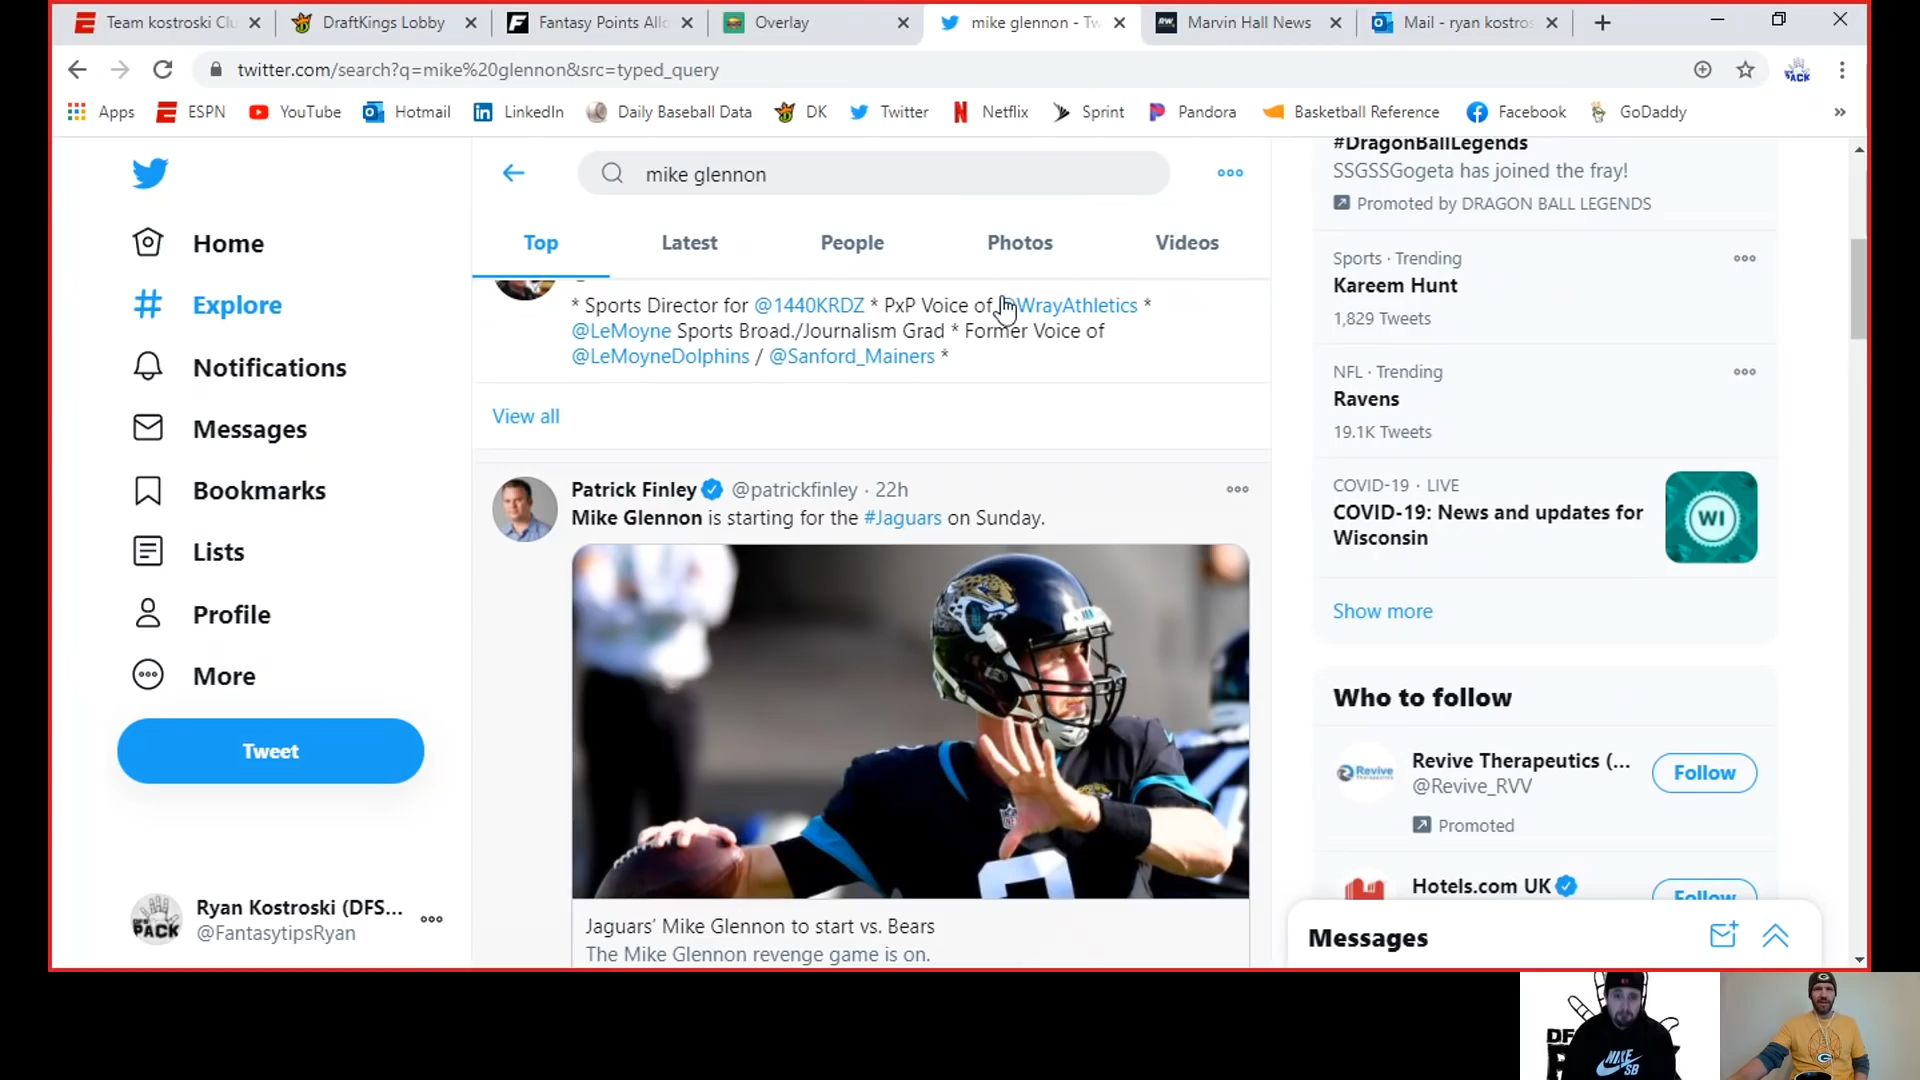 Team kostroski Clu
DraftKings Lobby
Fantasy Points Allo
Overlay
mike glennon - Tw
Marvin Hall News
Mail - ryan kostros
twitter.com/search?q=mike%20glennon&src=typed_query
Apps
ESPN
YouTube
Hotmail
LinkedIn
Daily Baseball Data
DK
Twitter
Netflix
Sprint
Pandora
Basketball Reference
Facebook
GoDaddy
Home
Explore
Notifications
Messages
Bookmarks
Lists
Profile
More
Tweet
Ryan Kostroski (DFS...
@FantasytipsRyan
mike glennon
Top
Latest
People
Photos
Videos
* Sports Director for @1440KRDZ * PxP Voice of @WrayAthletics *
@LeMoyne Sports Broad./Journalism Grad * Former Voice of
@LeMoyneDolphins / @Sanford_Mainers *
View all
Patrick Finley @patrickfinley · 22h
Mike Glennon is starting for the #Jaguars on Sunday.
Jaguars' Mike Glennon to start vs. Bears
The Mike Glennon revenge game is on.
#DragonBallLegends
SSGSSGogeta has joined the fray!
Promoted by DRAGON BALL LEGENDS
Sports · Trending
Kareem Hunt
1,829 Tweets
NFL · Trending
Ravens
19.1K Tweets
COVID-19 · LIVE
COVID-19: News and updates for
Wisconsin
WI
Show more
Who to follow
Revive Therapeutics (...
@Revive_RVV
Follow
Promoted
Hotels.com UK
Follow
Messages
NIKE
SB